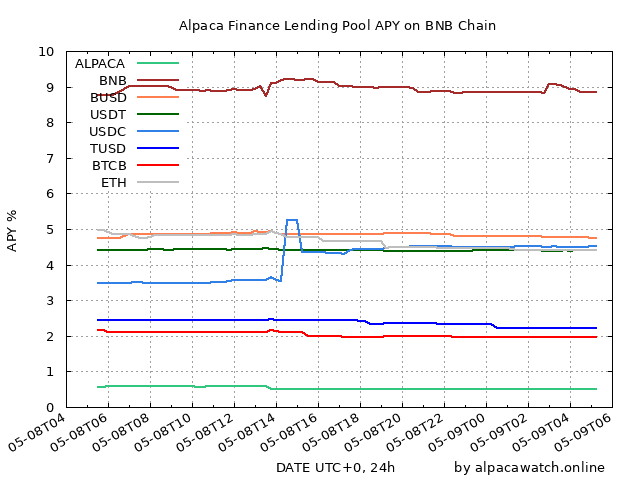 Alpaca Finance Lending Pool APY on BNB Chain
10
9
8
7
6
5
4
3
2
1
0
APY %
ALPACA
BNB
BUSD
USDT
USDC
TUSD
BTCB
ETH
05-08T04
05-08T06
05-08T08
05-08T10
05-08T12
05-08T14
05-08T16
05-08T18
05-08T20
05-08T22
05-09T00
05-09T02
05-09T04
05-09T06
DATE UTC+0, 24h
by alpacawatch.online